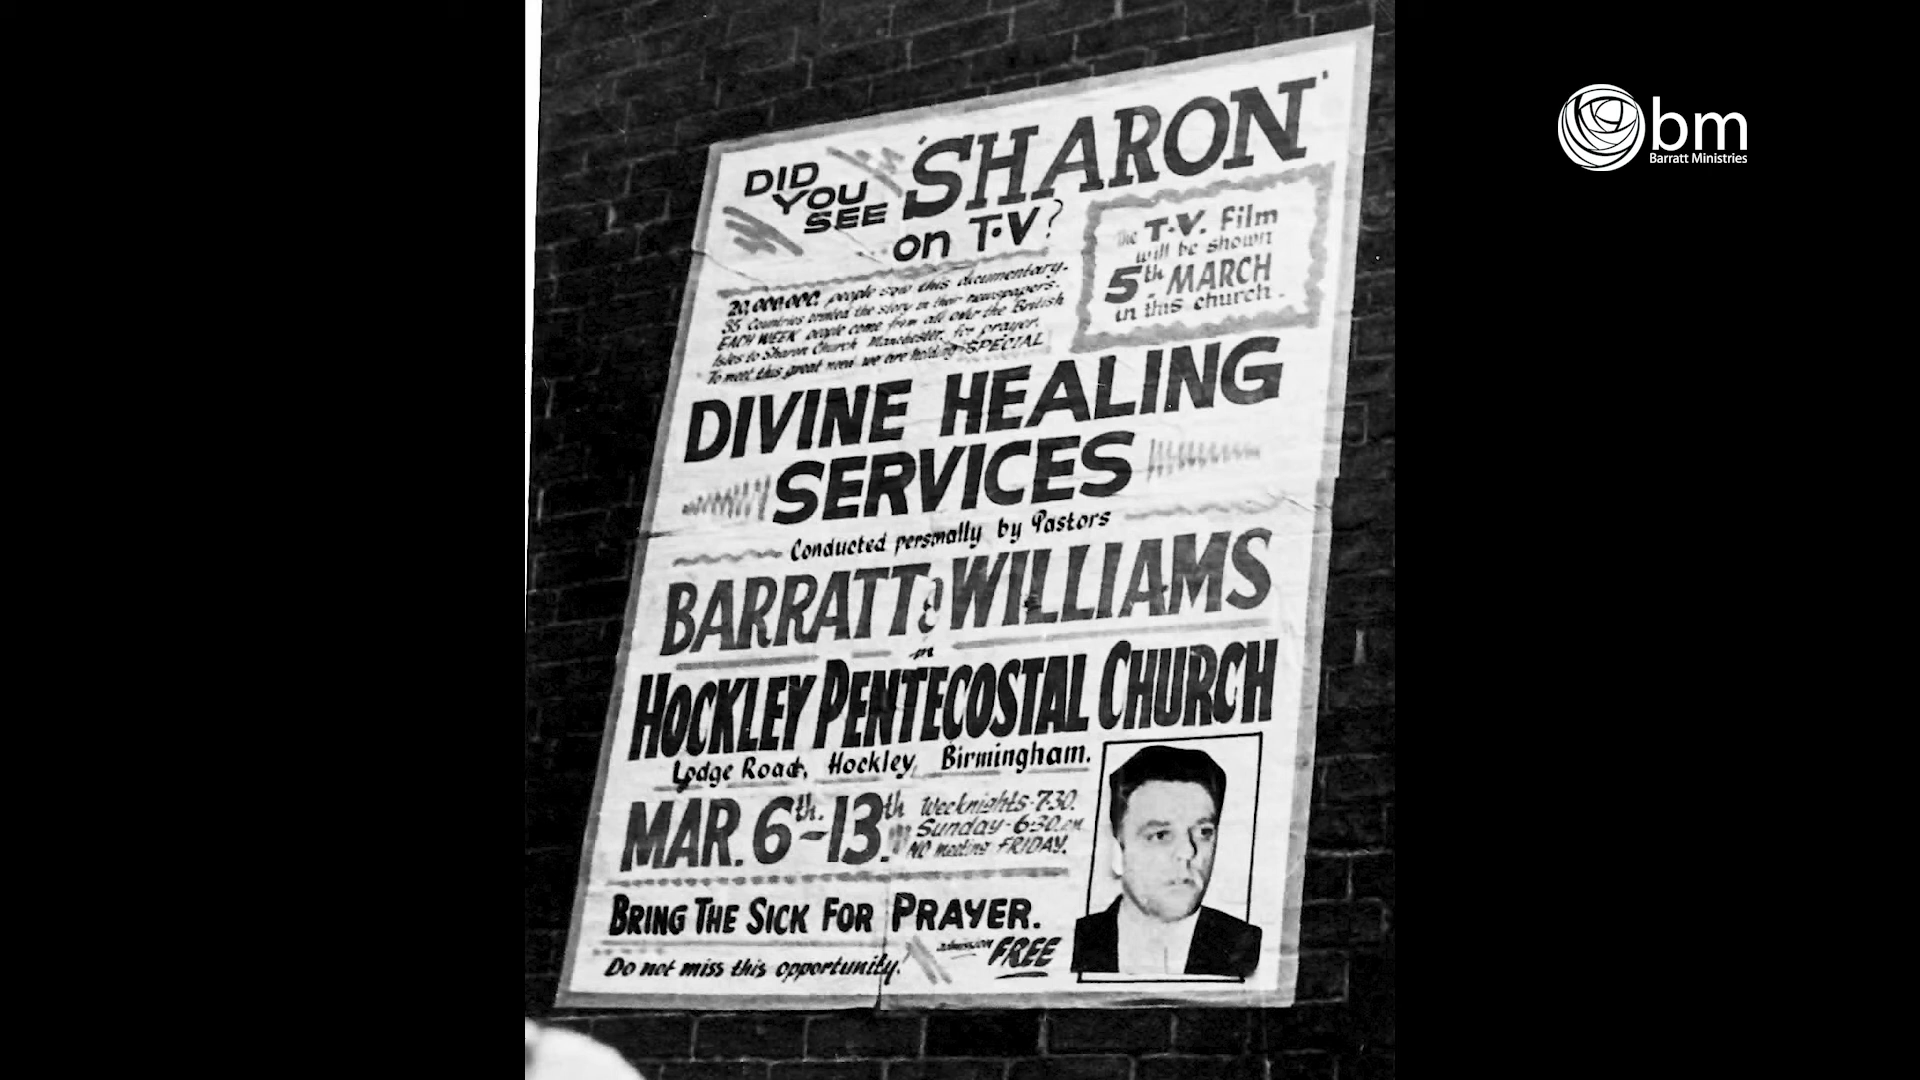 DID YOU SEE 'SHARON' on T.V?
The T.V. Film
will be shown
5th MARCH
in this church.
20,000,000. people saw this documentary.
35 Countries printed the story in their newspapers.
EACH WEEK people come from all over the British
Isles to Sharon Church Manchester, for prayer.
To meet this great need we are holding SPECIAL
DIVINE HEALING
SERVICES
Conducted personally by Pastors
BARRATT & WILLIAMS
in
HOCKLEY PENTECOSTAL CHURCH
Lodge Road, Hockley, Birmingham.
MAR. 6th.-13th.
Weeknights-7.30.
Sunday-6.30.
NO meeting FRIDAY.
BRING THE SICK FOR PRAYER.
admission FREE
Do not miss this opportunity!
bm
Barratt Ministries